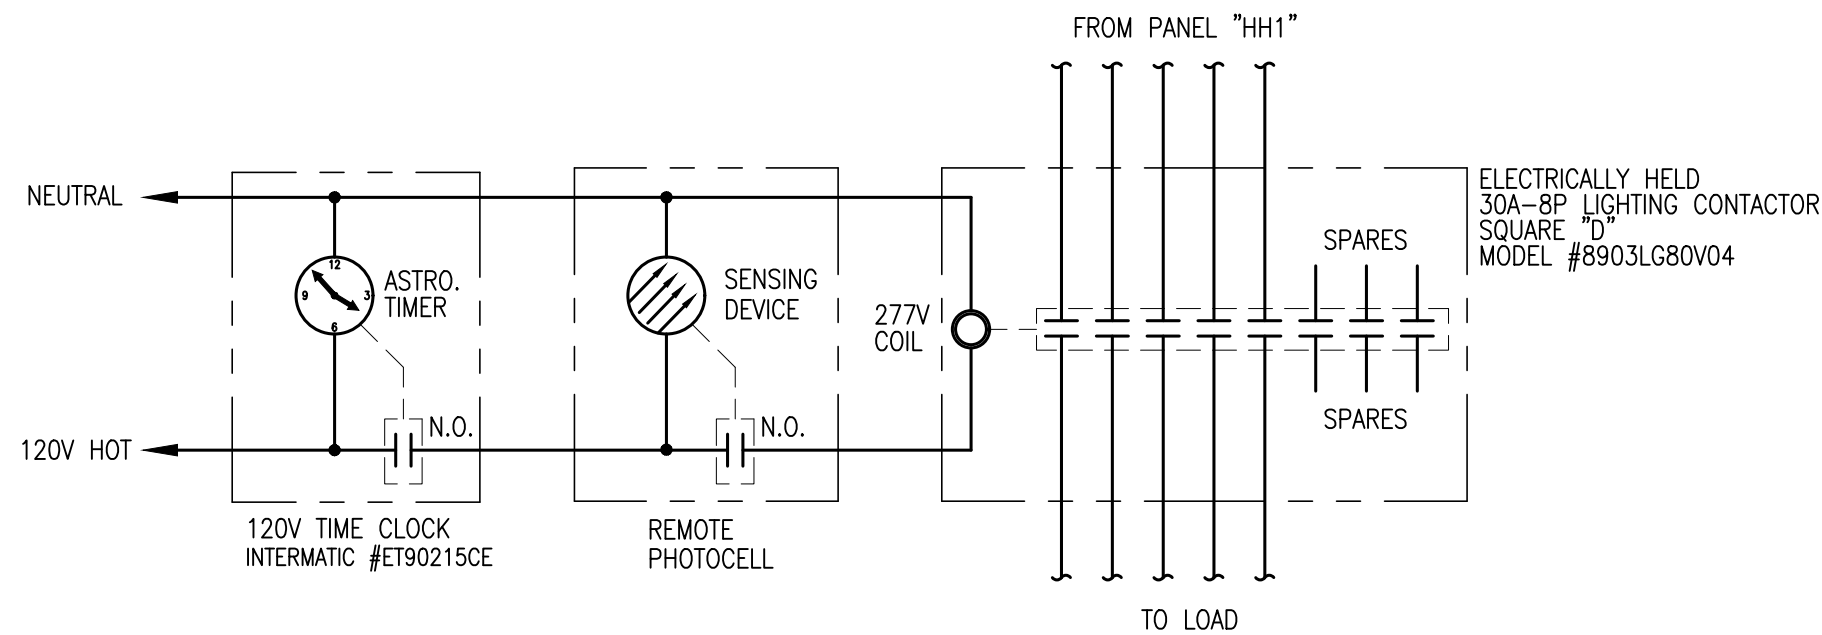 FROM PANEL "HH1"
NEUTRAL
ELECTRICALLY HELD
30A-8P LIGHTING CONTACTOR
SQUARE "D"
MODEL #8903LG80V04
SPARES
12
9
3
6
ASTRO.
TIMER
SENSING
DEVICE
277V
COIL
SPARES
120V HOT
N.O.
N.O.
120V TIME CLOCK
INTERMATIC #ET90215CE
REMOTE
PHOTOCELL
TO LOAD